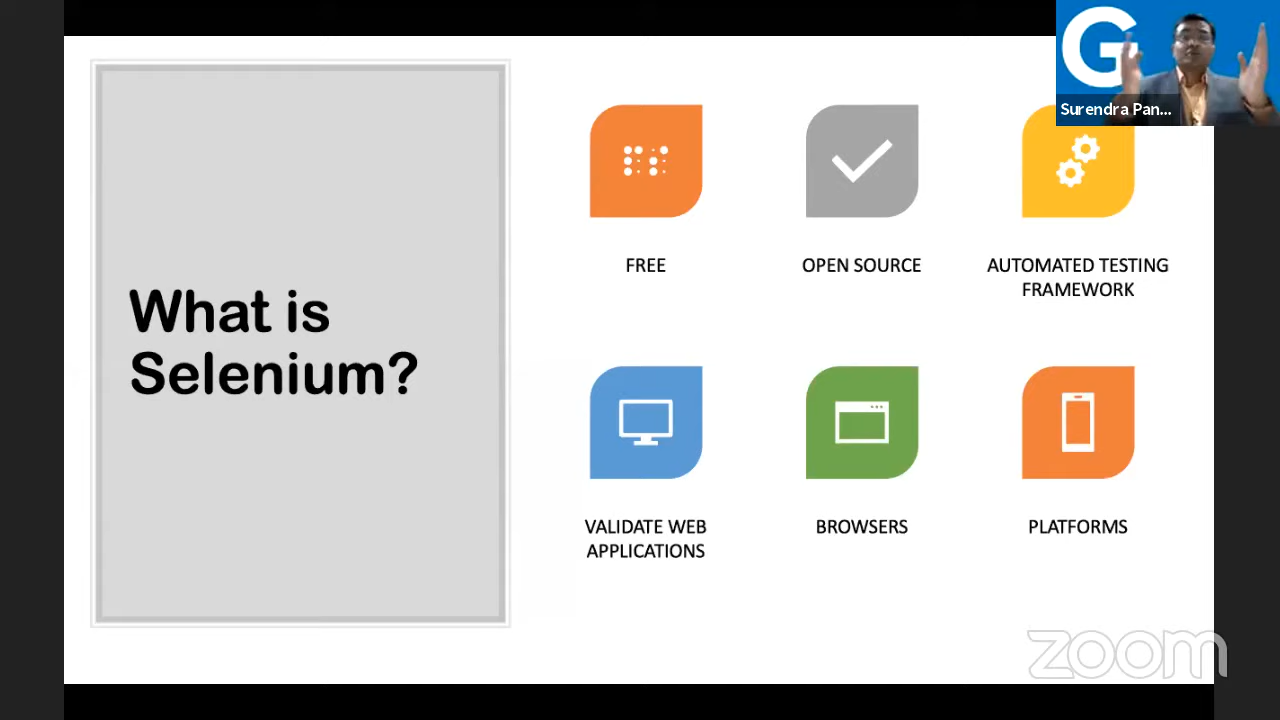 G
Surendra Pan...
What is
Selenium?
FREE
OPEN SOURCE
AUTOMATED TESTING
FRAMEWORK
VALIDATE WEB
APPLICATIONS
BROWSERS
PLATFORMS
zoom